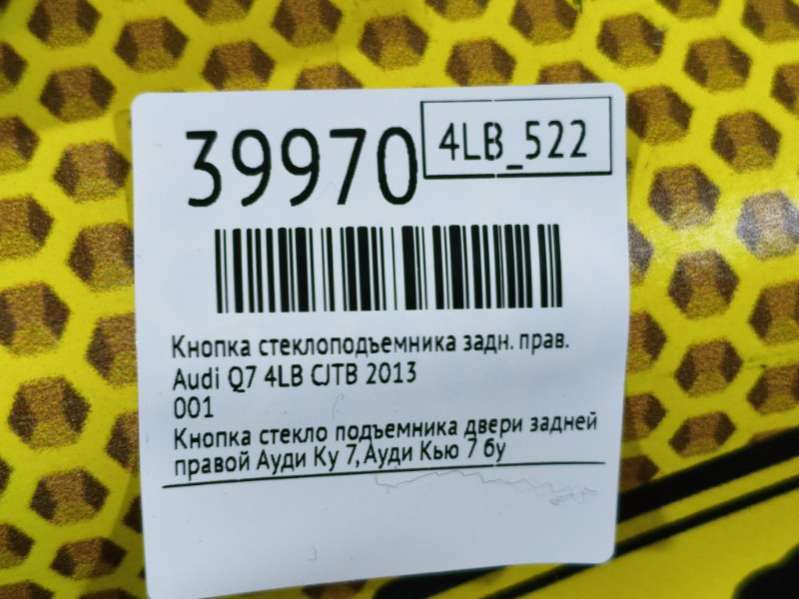 39970
4LB_522
Кнопка стеклоподъемника задн. прав.
Audi Q7 4LB CJTB 2013
001
Кнопка стекло подъемника двери задней
правой Ауди Ку 7, Ауди Кью 7 бу